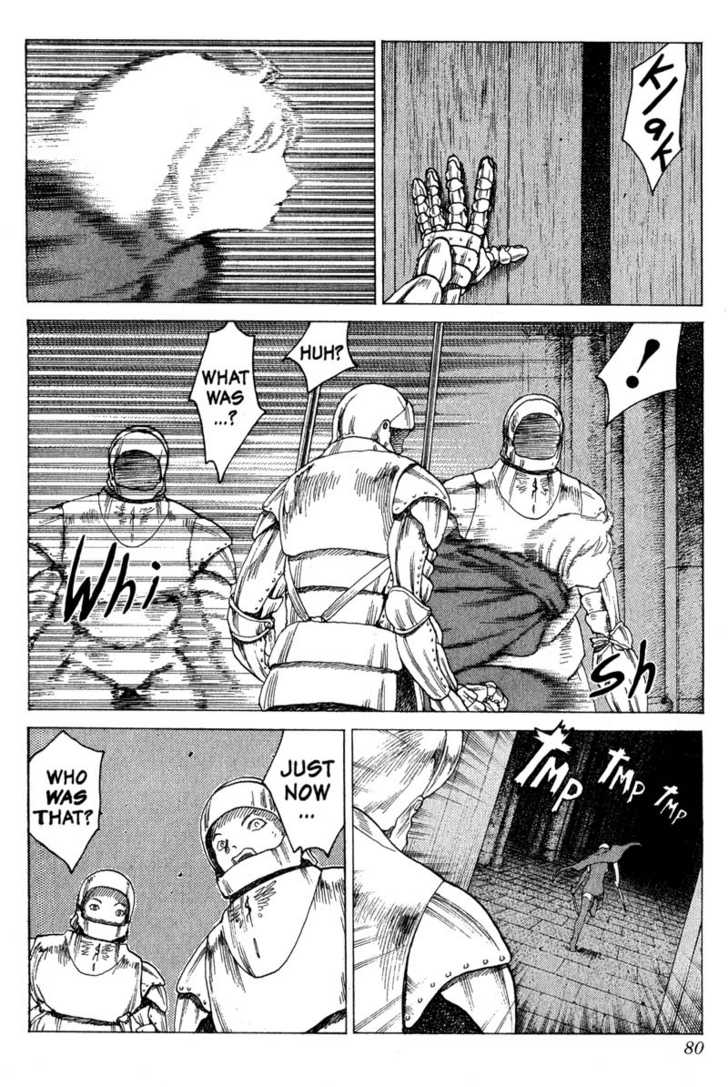 Klak
HUH?
WHAT
WAS
...?
!
Whi
sh
WHO
WAS
THAT?
JUST
NOW
...
TMP
TMP
TMP
80